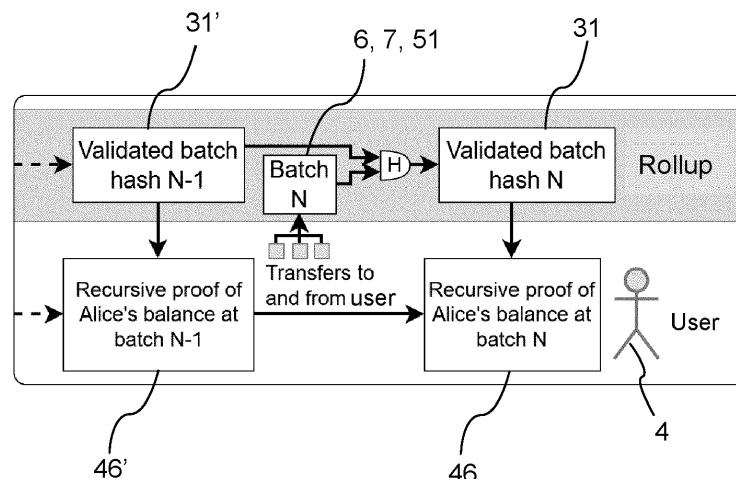 31'
6, 7, 51
31
Validated batch
hash N-1
Batch
N
H
Validated batch
hash N
Rollup
Transfers to
and from user
Recursive proof of
Alice's balance at
batch N-1
Recursive proof of
Alice's balance at
batch N
User
46'
46
4